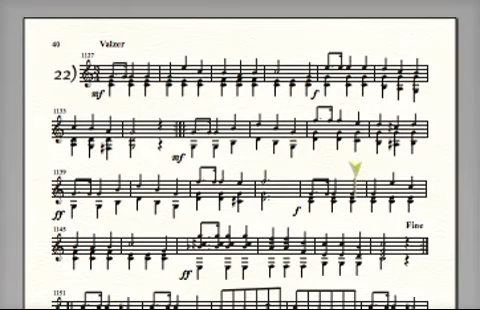 40 Valzer
1127
22)
mf f
1133
mf
1139
ff f
Fine
1145
ff
1151